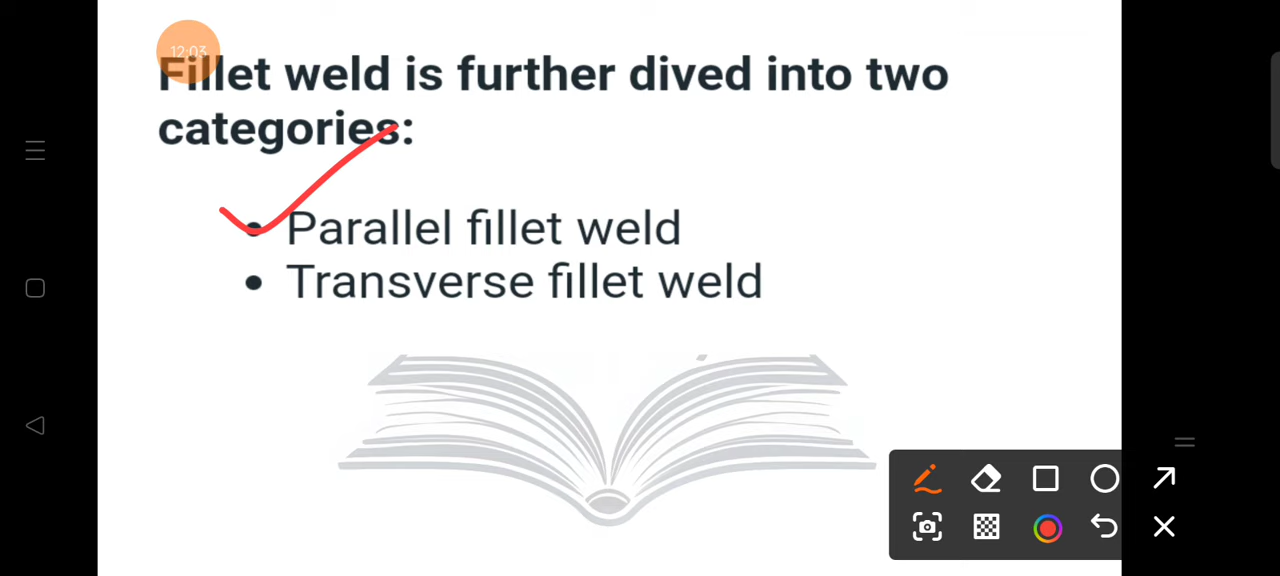 12:03
Fillet weld is further dived into two
categories:
• Parallel fillet weld
• Transverse fillet weld